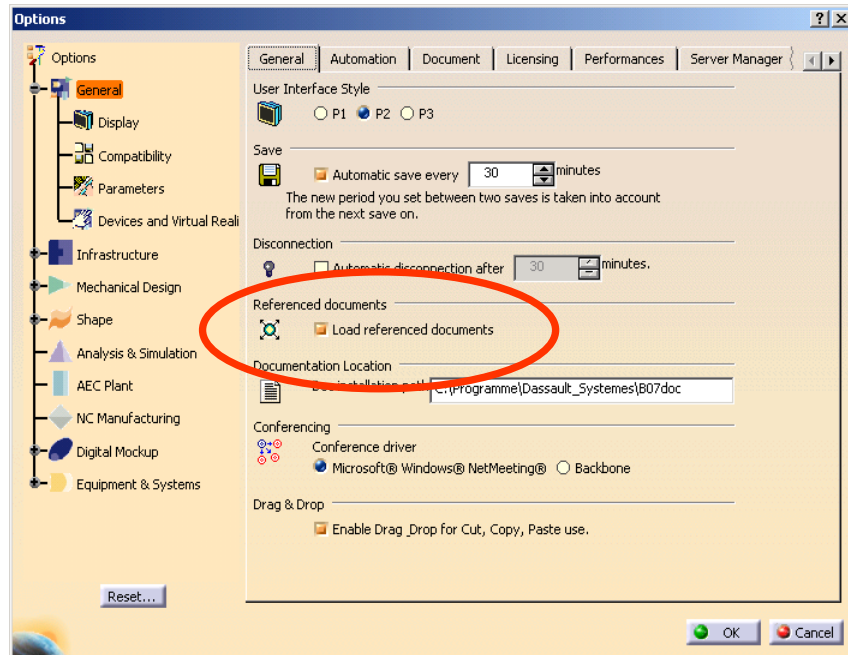 Options
Options
General
Display
Compatibility
Parameters
Devices and Virtual Reali
Infrastructure
Mechanical Design
Shape
Analysis & Simulation
AEC Plant
NC Manufacturing
Digital Mockup
Equipment & Systems
Reset...
General Automation Document Licensing Performances Server Manager
User Interface Style
P1 P2 P3
Save
Automatic save every 30 minutes
The new period you set between two saves is taken into account
from the next save on.
Disconnection
Automatic disconnection after 30 minutes.
Referenced documents
Load referenced documents
Documentation Location
C:\Programme\Dassault_Systemes\B07doc
Conferencing
Conference driver
Microsoft® Windows® NetMeeting® Backbone
Drag & Drop
Enable Drag _Drop for Cut, Copy, Paste use.
OK Cancel